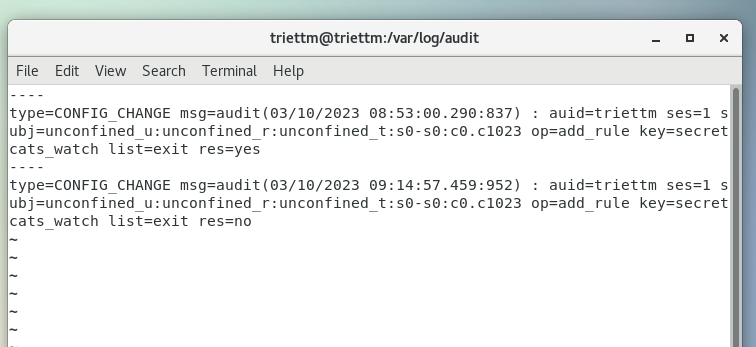 triettm@triettm:/var/log/audit
File Edit View Search Terminal Help
----
type=CONFIG_CHANGE msg=audit(03/10/2023 08:53:00.290:837) : auid=triettm ses=1 s
ubj=unconfined_u:unconfined_r:unconfined_t:s0-s0:c0.c1023 op=add_rule key=secret
cats_watch list=exit res=yes
----
type=CONFIG_CHANGE msg=audit(03/10/2023 09:14:57.459:952) : auid=triettm ses=1 s
ubj=unconfined_u:unconfined_r:unconfined_t:s0-s0:c0.c1023 op=add_rule key=secret
cats_watch list=exit res=no
~
~
~
~
~
~